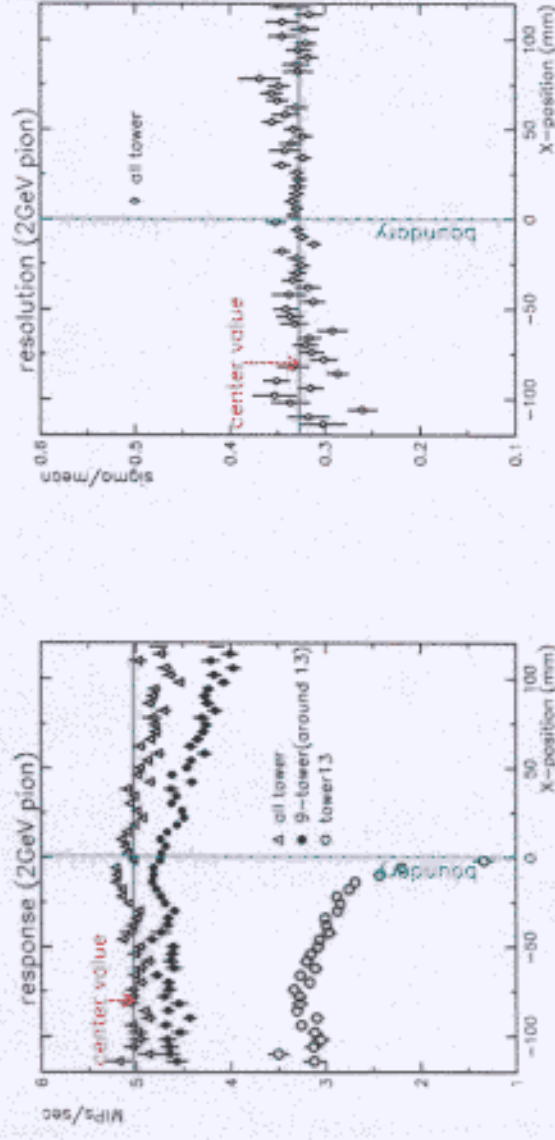 response (2GeV pion)
MIPs/sec
6
5
4
3
2
1
center value
boundary
△ all tower
● 9-tower(around 13)
○ tower13
-100
-50
0
50
100
X-position (mm)
resolution (2GeV pion)
sigma/mean
0.6
0.5
0.4
0.3
0.2
0.1
center value
boundary
all tower
-100
-50
0
50
100
X-position (mm)